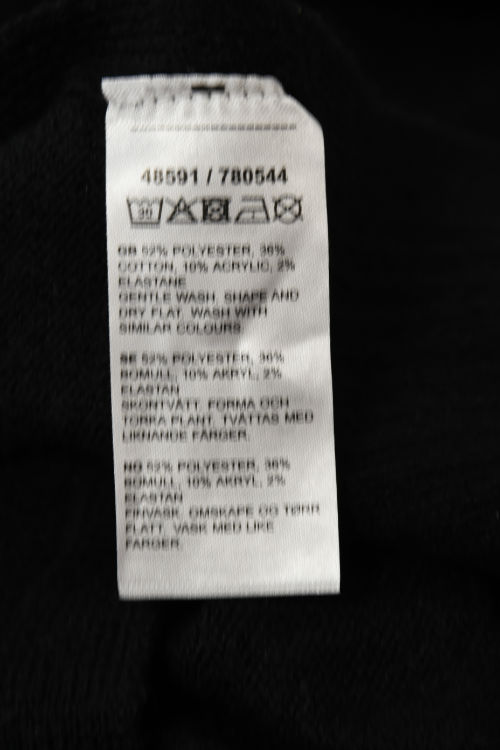 48591 / 780544
30
GB 52% POLYESTER, 36%
COTTON, 10% ACRYLIC, 2%
ELASTANE
GENTLE WASH. SHAPE AND
DRY FLAT. WASH WITH
SIMILAR COLOURS.
SE 52% POLYESTER, 36%
BOMULL, 10% AKRYL, 2%
ELASTAN
SKONTVÄTT. FORMA OCH
TORKA PLANT. TVÄTTAS MED
LIKNANDE FÄRGER.
NO 52% POLYESTER, 36%
BOMULL, 10% AKRYL, 2%
ELASTAN
FINVASK. OMSKAPE OG TØRR
FLATT. VASK MED LIKE
FARGER.